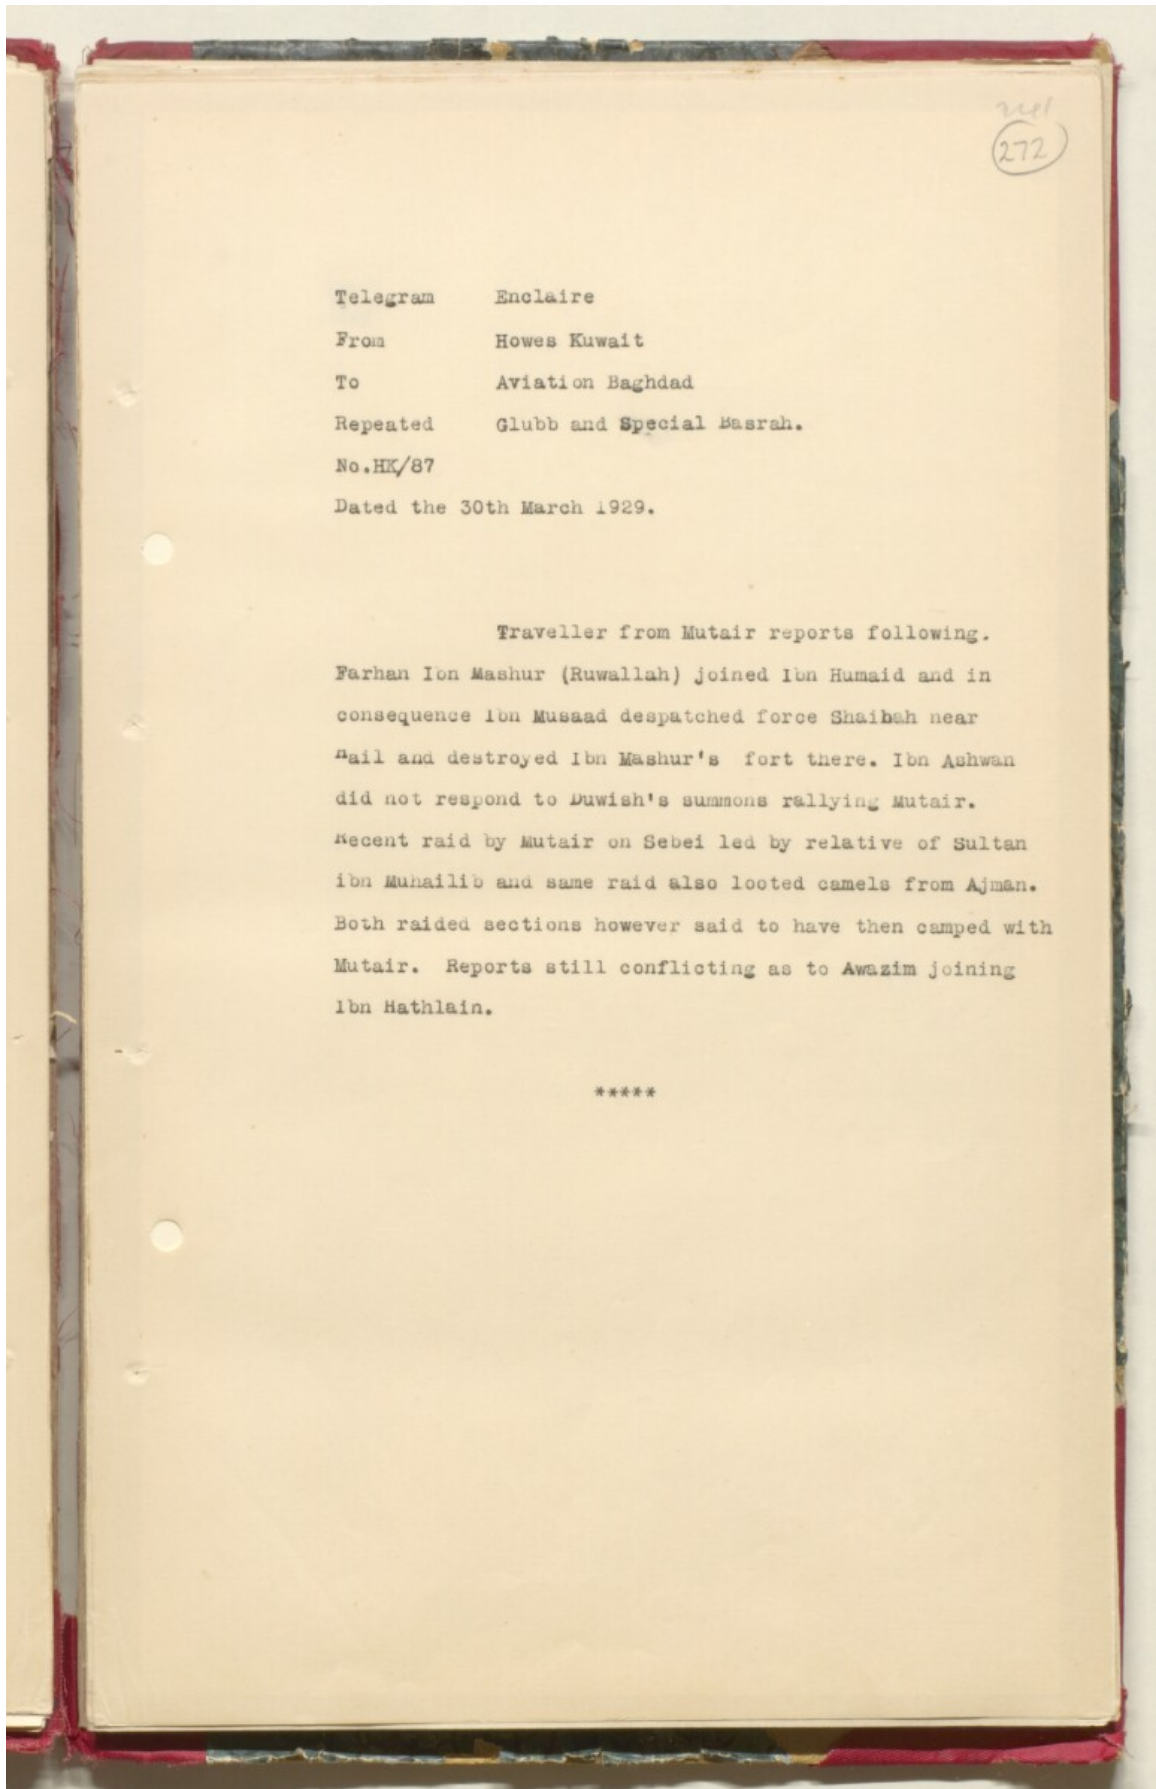 272
Telegram Enclaire
From Howes Kuwait
To Aviation Baghdad
Repeated Glubb and Special Basrah.
No.HK/87
Dated the 30th March 1929.
Traveller from Mutair reports following.
Farhan Ibn Mashur (Ruwallah) joined Ibn Humaid and in
consequence Ibn Musaad despatched force Shaibah near
Hail and destroyed Ibn Mashur's fort there. Ibn Ashwan
did not respond to Duwish's summons rallying Mutair.
Recent raid by Mutair on Sebei led by relative of Sultan
ibn Muhailib and same raid also looted camels from Ajman.
Both raided sections however said to have then camped with
Mutair. Reports still conflicting as to Awazim joining
Ibn Hathlain.
*****